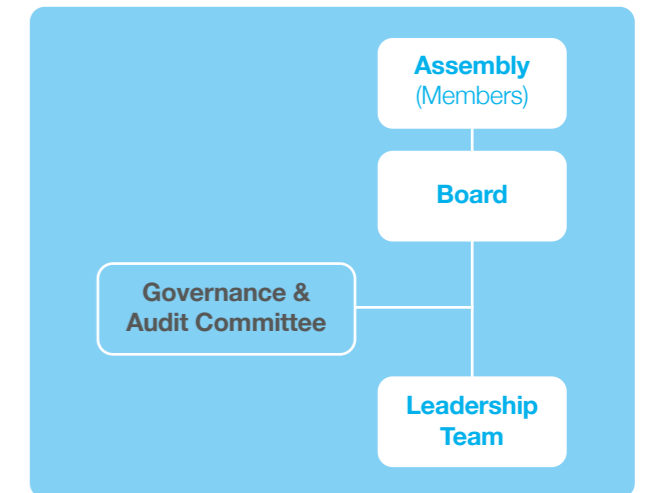 Assembly
(Members)
Board
Governance &
Audit Committee
Leadership
Team